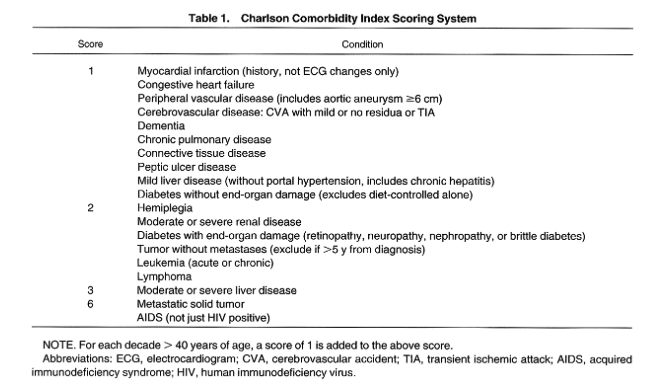 Table 1. Charlson Comorbidity Index Scoring System
Score Condition
1 Myocardial infarction (history, not ECG changes only)
Congestive heart failure
Peripheral vascular disease (includes aortic aneurysm ≥6 cm)
Cerebrovascular disease: CVA with mild or no residua or TIA
Dementia
Chronic pulmonary disease
Connective tissue disease
Peptic ulcer disease
Mild liver disease (without portal hypertension, includes chronic hepatitis)
Diabetes without end-organ damage (excludes diet-controlled alone)
2 Hemiplegia
Moderate or severe renal disease
Diabetes with end-organ damage (retinopathy, neuropathy, nephropathy, or brittle diabetes)
Tumor without metastases (exclude if >5 y from diagnosis)
Leukemia (acute or chronic)
Lymphoma
3 Moderate or severe liver disease
6 Metastatic solid tumor
AIDS (not just HIV positive)
NOTE. For each decade > 40 years of age, a score of 1 is added to the above score.
Abbreviations: ECG, electrocardiogram; CVA, cerebrovascular accident; TIA, transient ischemic attack; AIDS, acquired
immunodeficiency syndrome; HIV, human immunodeficiency virus.